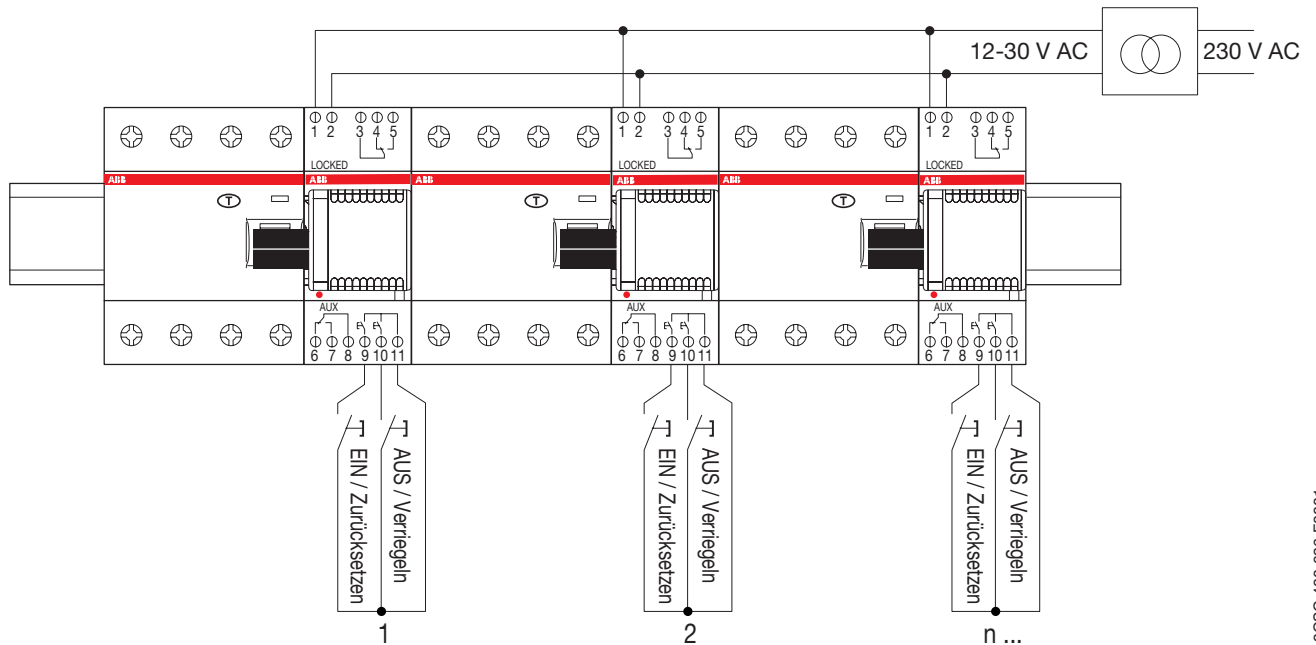 12-30 V AC 230 V AC
1 2 3 4 5 1 2 3 4 5 1 2 3 4 5
LOCKED LOCKED LOCKED
ABB ABB ABB ABB ABB ABB
T T T
AUX AUX AUX
6 7 8 9 10 11 6 7 8 9 10 11 6 7 8 9 10 11
EIN / Zurücksetzen
AUS / Verriegeln
EIN / Zurücksetzen
AUS / Verriegeln
EIN / Zurücksetzen
AUS / Verriegeln
1 2 n ...